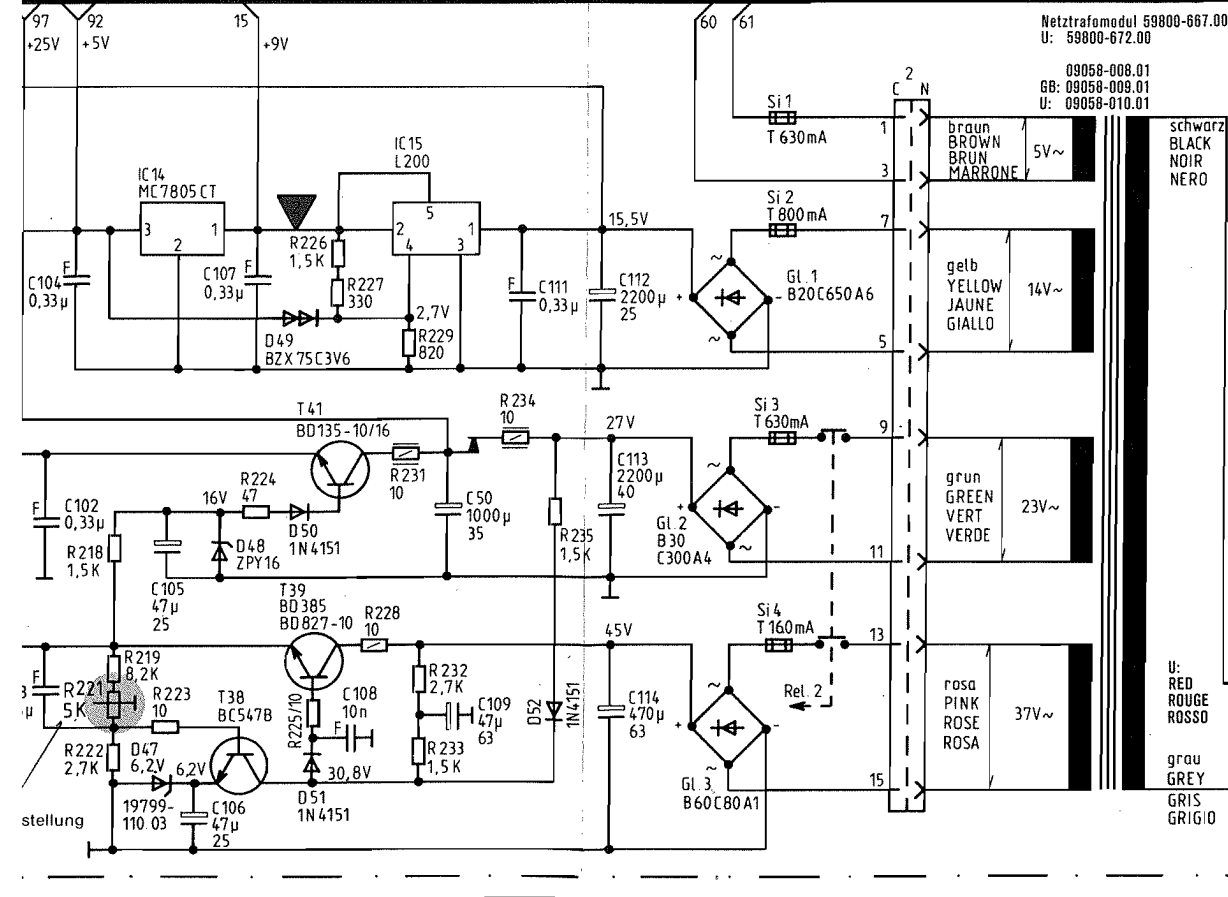 97
92
15
60
61
+25V
+5V
+9V
Netztrafomodul 59800-667.00
U: 59800-672.00
09058-008.01
GB: 09058-009.01
U: 09058-010.01
2
C N
Si 1
T 630mA
1
3
braun
BROWN
BRUN
MARRONE
5V~
schwarz
BLACK
NOIR
NERO
IC14
MC7805 CT
3
1
2
IC15
L200
5
2
1
4
3
15,5V
Si 2
T 800mA
7
5
gelb
YELLOW
JAUNE
GIALLO
14V~
C104
0,33µ
F
C107
0,33µ
F
R226
1,5K
R227
330
2,7V
R229
820
D49
BZX 75C3V6
F
C111
0,33µ
C112
2200µ
25
~
+
-
~
Gl.1
B20C650A6
T41
BD135-10/16
R231
10
R 234
10
27V
Si 3
T 630mA
9
11
grun
GREEN
VERT
VERDE
23V~
F
C102
0,33µ
R218
1,5K
16V
R224
47
D50
1N 4151
D48
ZPY16
C105
47µ
25
C50
1000µ
35
R235
1,5K
C113
2200µ
40
~
+
-
~
Gl.2
B30
C300A4
T39
BD385
BD827-10
R228
10
45V
Si4
T160mA
13
15
rosa
PINK
ROSE
ROSA
37V~
Rel. 2
F
R219
8,2K
R221
5K
R223
10
R222
2,7K
T38
BC547B
D47
6,2V
6,2V
19799-
110.03
C106
47µ
25
R225/10
C108
10n
F
D51
1N 4151
30,8V
R232
2,7K
R233
1,5K
C109
47µ
63
D52
1N4151
C114
470µ
63
~
+
-
~
Gl.3
B60C80A1
U:
RED
ROUGE
ROSSO
grau
GREY
GRIS
GRIGIO
stellung